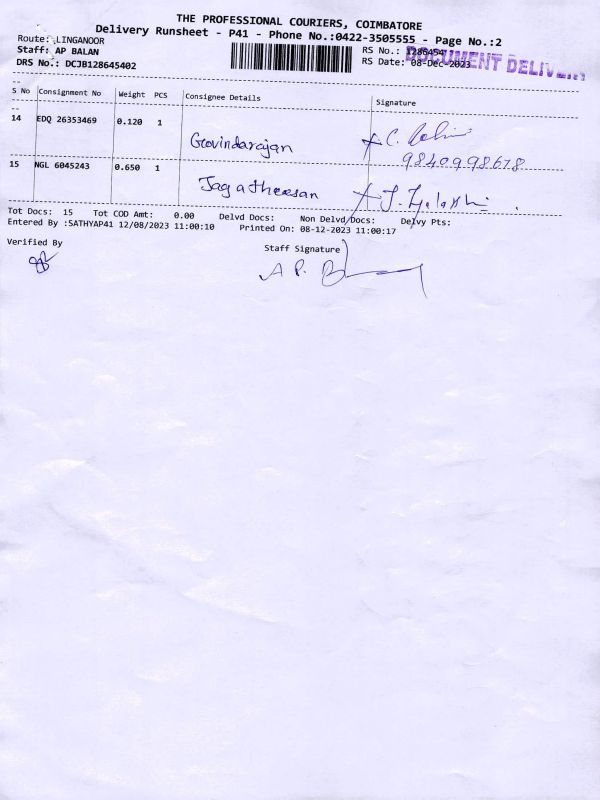 THE PROFESSIONAL COURIERS, COIMBATORE
Delivery Runsheet - P41 - Phone No.:0422-3505555 - Page No.:2
Route: LINGANOOR
Staff: AP BALAN
DRS No.: DCJB128645402
RS No.: 1286454
RS Date: 08-Dec-2023
DOCUMENT DELIVERY
S No Consignment No Weight PCS Consignee Details Signature
14 EDQ 26353469 0.120 1
Govindarajan C.
9840998678
15 NGL 6045243 0.650 1
Jagatheesan J.
Tot Docs: 15 Tot COD Amt: 0.00 Delvd Docs: Non Delvd/Docs: Delvy Pts:
Entered By :SATHYAP41 12/08/2023 11:00:10 Printed On: 08-12-2023 11:00:17
Verified By
Staff Signature
A P. B